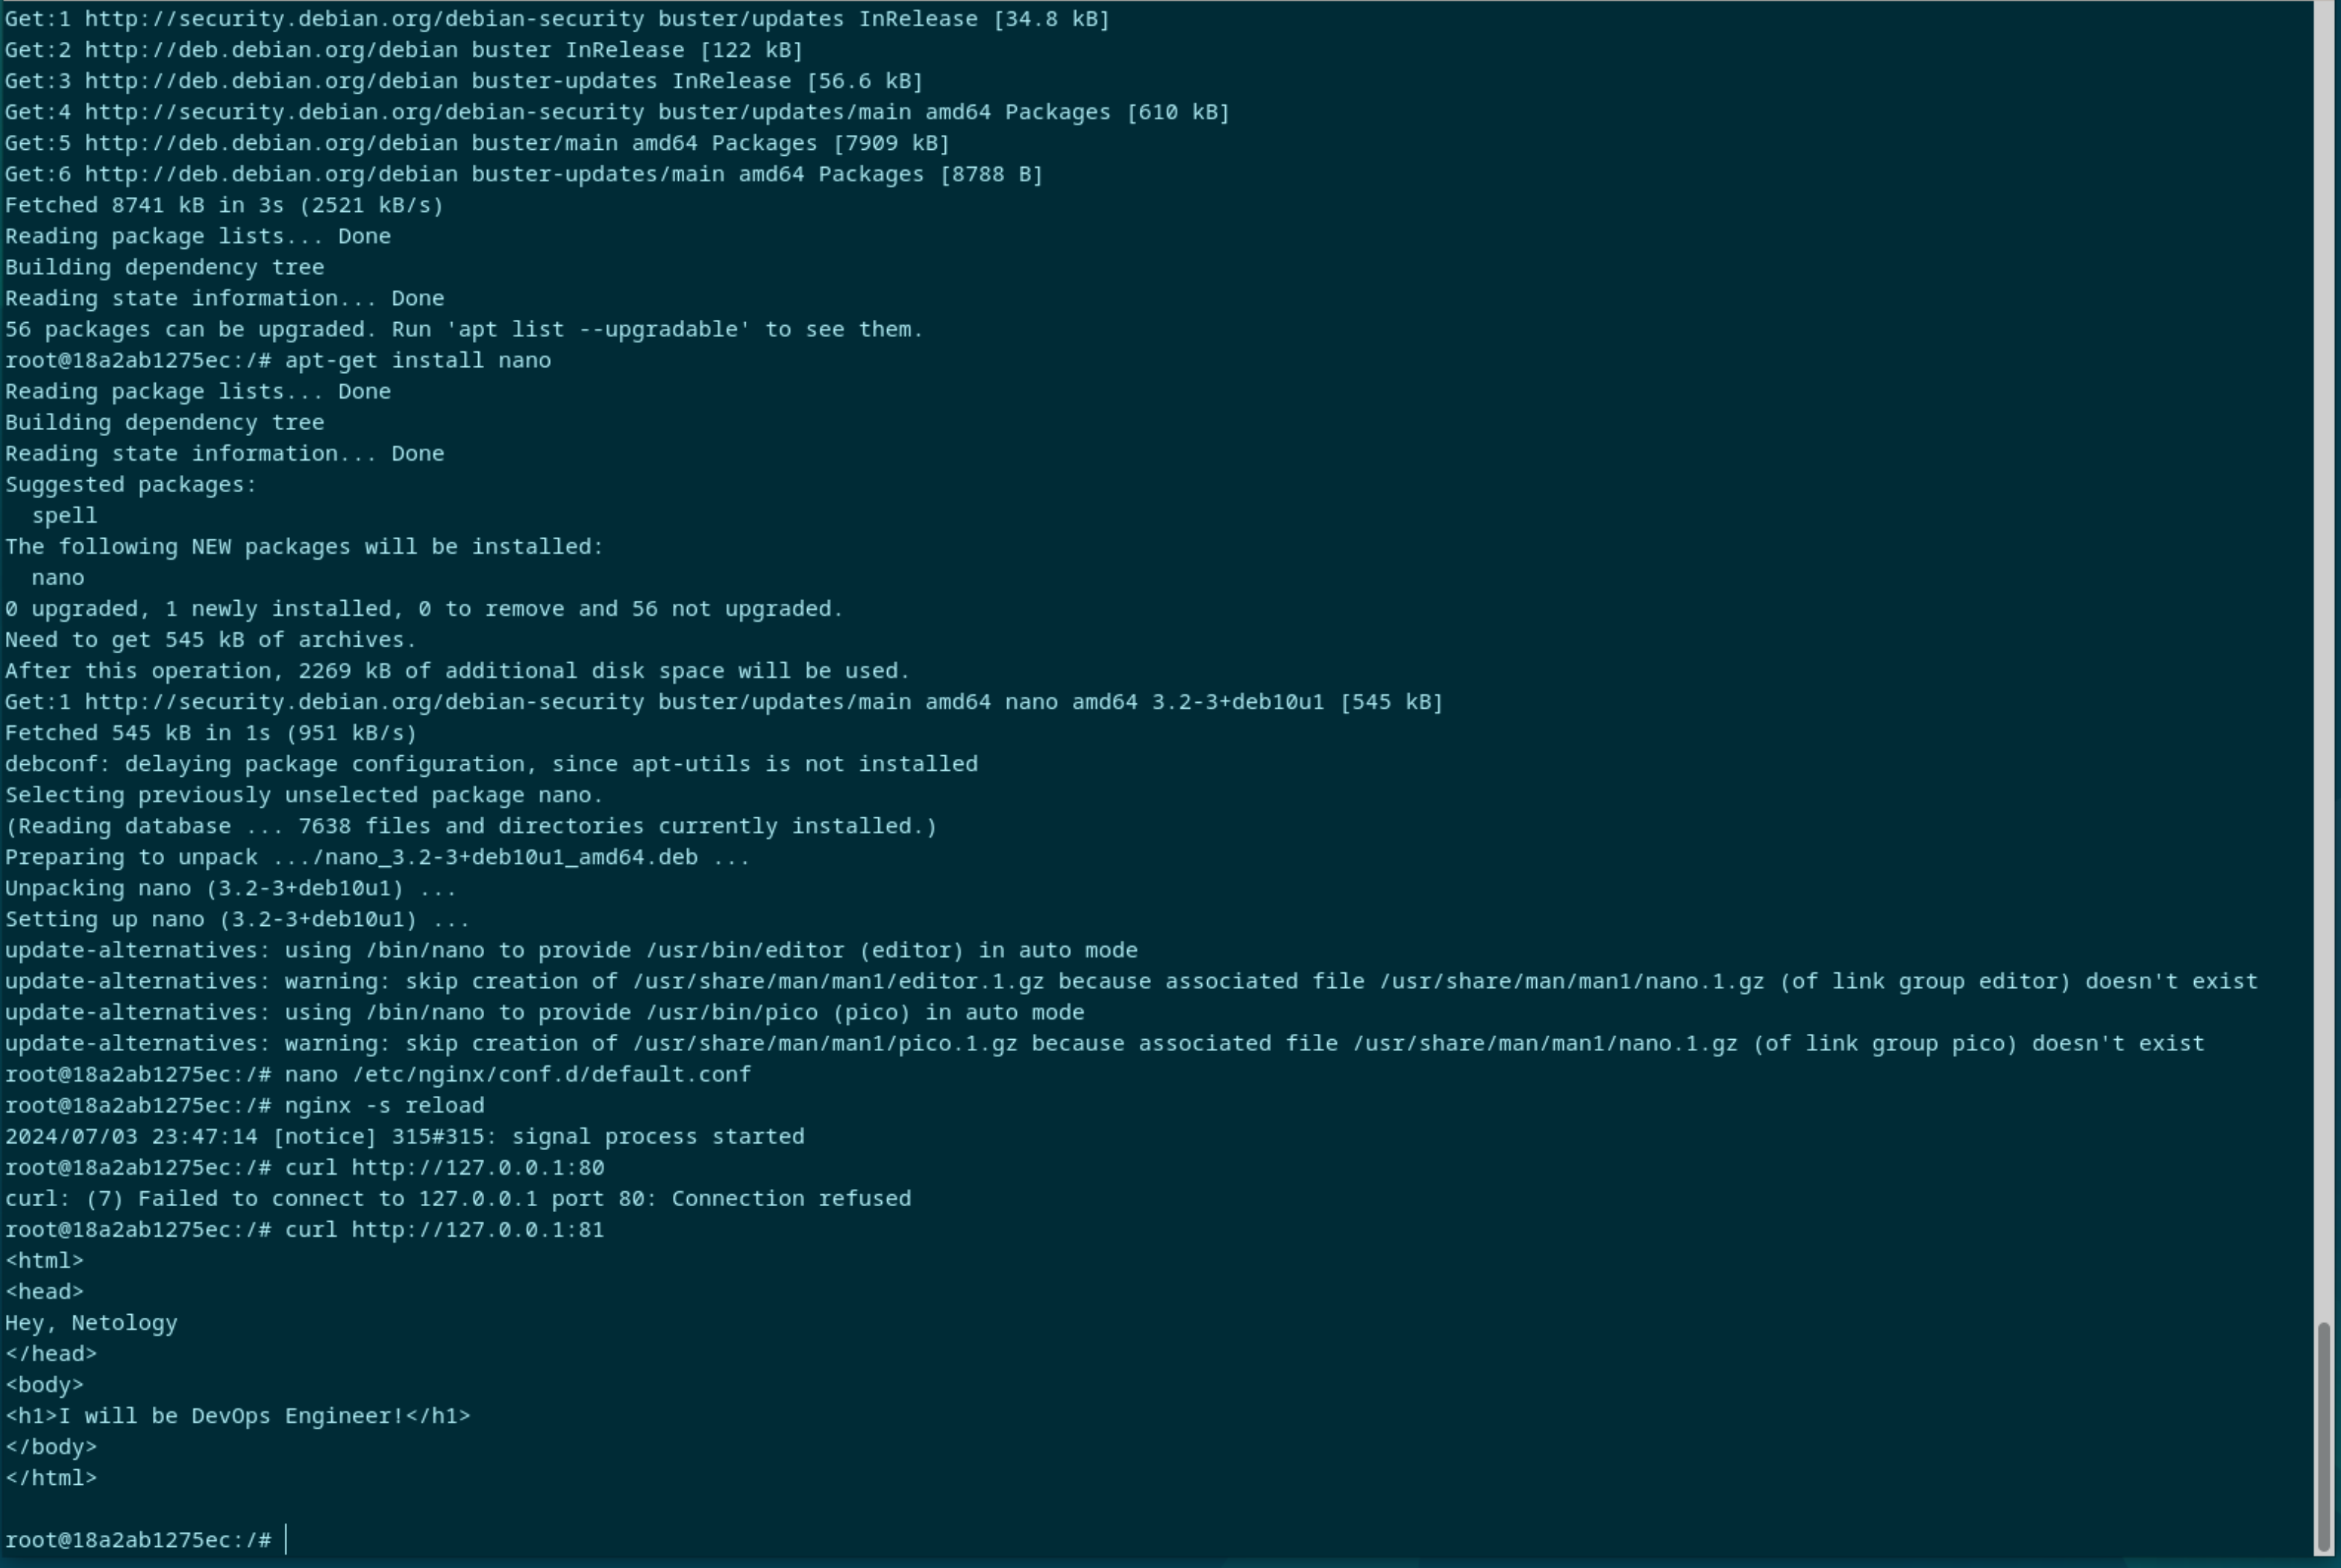 Get:1 http://security.debian.org/debian-security buster/updates InRelease [34.8 kB]
Get:2 http://deb.debian.org/debian buster InRelease [122 kB]
Get:3 http://deb.debian.org/debian buster-updates InRelease [56.6 kB]
Get:4 http://security.debian.org/debian-security buster/updates/main amd64 Packages [610 kB]
Get:5 http://deb.debian.org/debian buster/main amd64 Packages [7909 kB]
Get:6 http://deb.debian.org/debian buster-updates/main amd64 Packages [8788 B]
Fetched 8741 kB in 3s (2521 kB/s)
Reading package lists... Done
Building dependency tree
Reading state information... Done
56 packages can be upgraded. Run 'apt list --upgradable' to see them.
root@18a2ab1275ec:/# apt-get install nano
Reading package lists... Done
Building dependency tree
Reading state information... Done
Suggested packages:
  spell
The following NEW packages will be installed:
  nano
0 upgraded, 1 newly installed, 0 to remove and 56 not upgraded.
Need to get 545 kB of archives.
After this operation, 2269 kB of additional disk space will be used.
Get:1 http://security.debian.org/debian-security buster/updates/main amd64 nano amd64 3.2-3+deb10u1 [545 kB]
Fetched 545 kB in 1s (951 kB/s)
debconf: delaying package configuration, since apt-utils is not installed
Selecting previously unselected package nano.
(Reading database ... 7638 files and directories currently installed.)
Preparing to unpack .../nano_3.2-3+deb10u1_amd64.deb ...
Unpacking nano (3.2-3+deb10u1) ...
Setting up nano (3.2-3+deb10u1) ...
update-alternatives: using /bin/nano to provide /usr/bin/editor (editor) in auto mode
update-alternatives: warning: skip creation of /usr/share/man/man1/editor.1.gz because associated file /usr/share/man/man1/nano.1.gz (of link group editor) doesn't exist
update-alternatives: using /bin/nano to provide /usr/bin/pico (pico) in auto mode
update-alternatives: warning: skip creation of /usr/share/man/man1/pico.1.gz because associated file /usr/share/man/man1/nano.1.gz (of link group pico) doesn't exist
root@18a2ab1275ec:/# nano /etc/nginx/conf.d/default.conf
root@18a2ab1275ec:/# nginx -s reload
2024/07/03 23:47:14 [notice] 315#315: signal process started
root@18a2ab1275ec:/# curl http://127.0.0.1:80
curl: (7) Failed to connect to 127.0.0.1 port 80: Connection refused
root@18a2ab1275ec:/# curl http://127.0.0.1:81
<html>
<head>
Hey, Netology
</head>
<body>
<h1>I will be DevOps Engineer!</h1>
</body>
</html>

root@18a2ab1275ec:/#